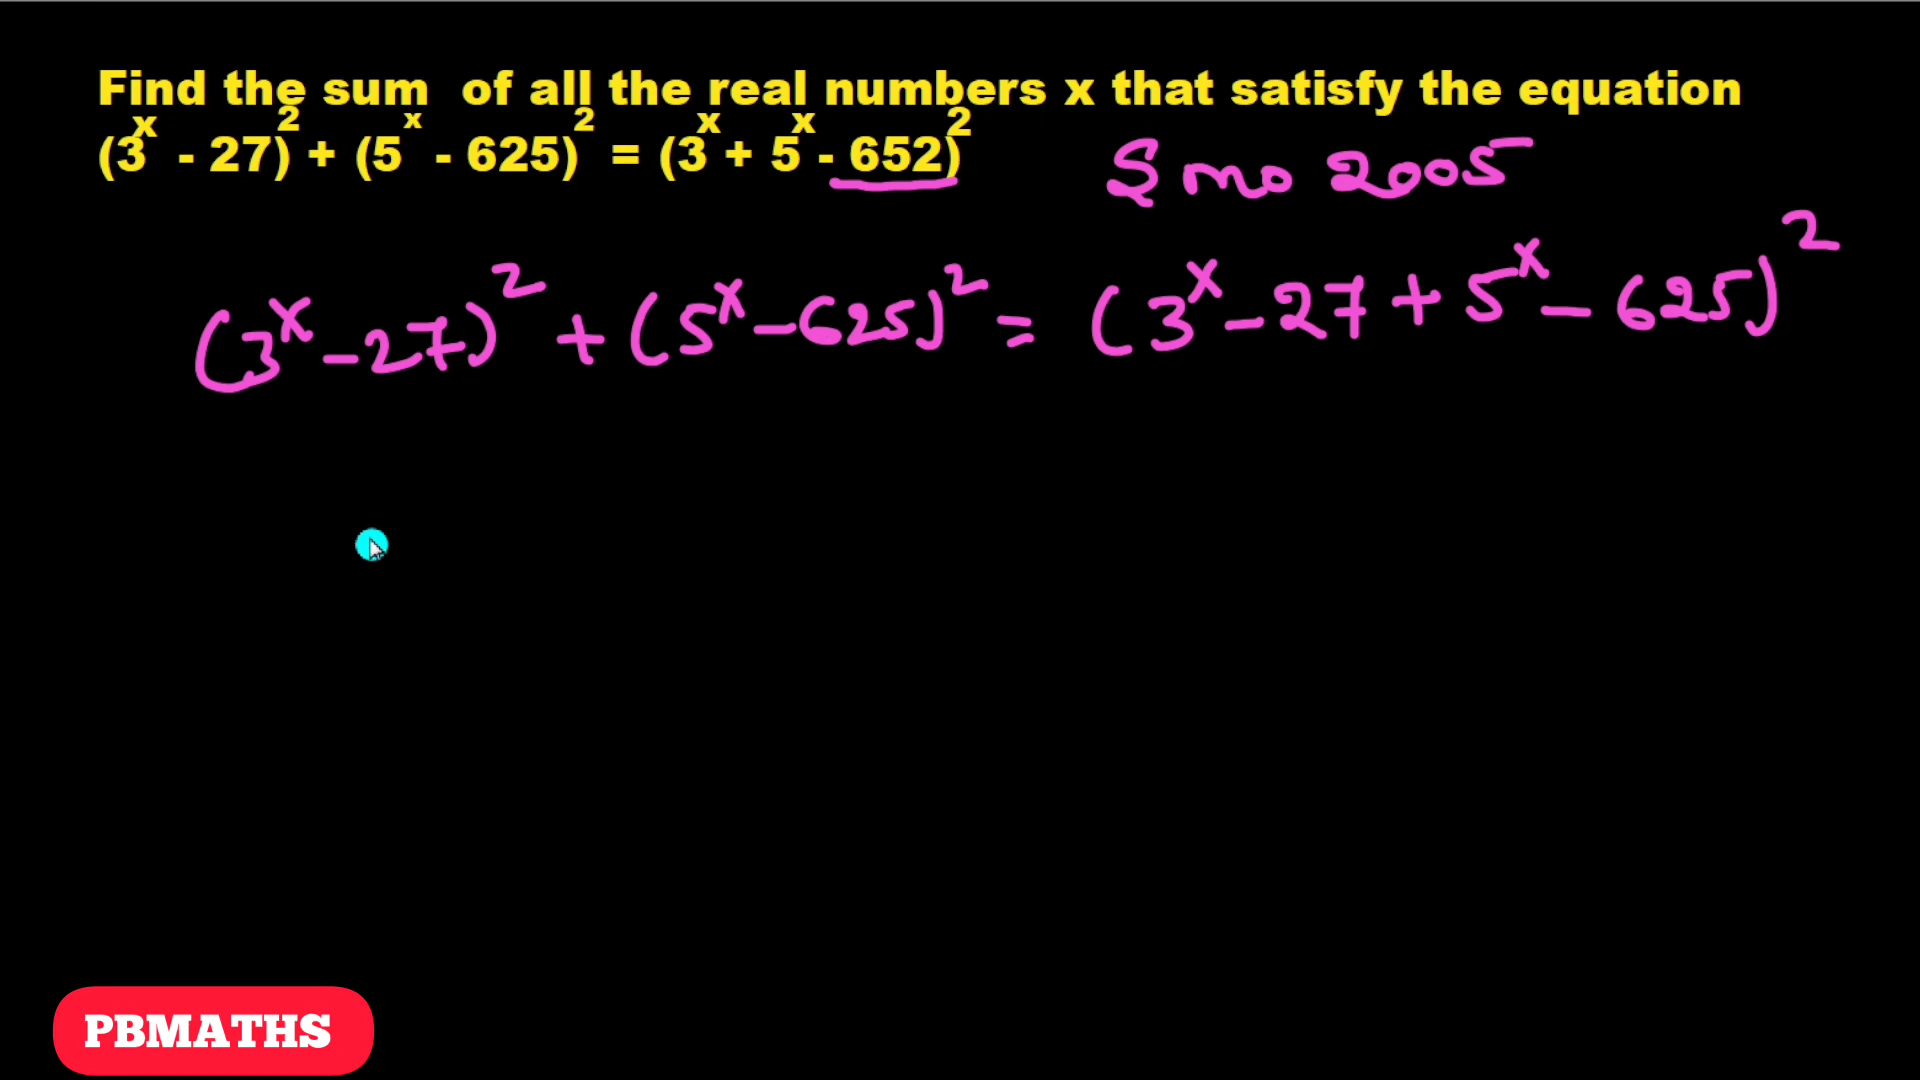 Find the sum of all the real numbers x that satisfy the equation
(3^x - 27)^2 + (5^x - 625)^2 = (3^x + 5^x - 652)^2
SMO 2005
(3^x - 27)^2 + (5^x - 625)^2 = (3^x - 27 + 5^x - 625)^2
PBMATHS